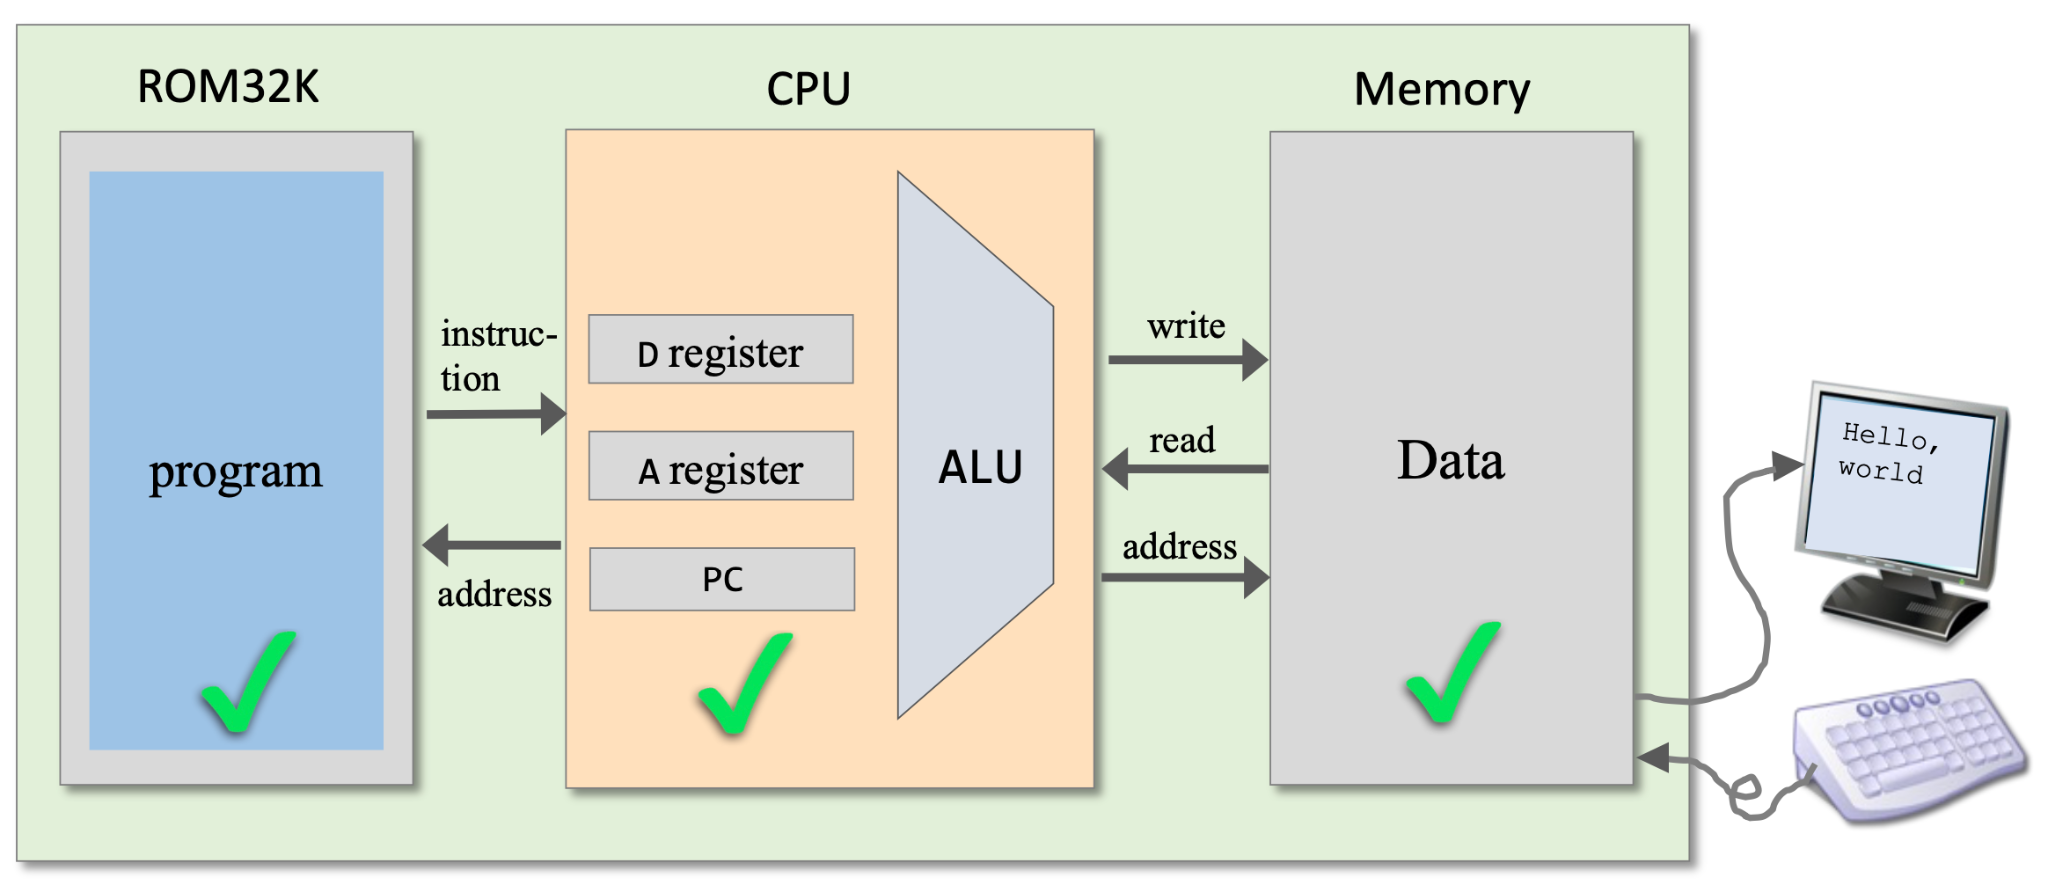 ROM32K
CPU
Memory
program
instruc-
tion
address
D register
A register
PC
ALU
write
read
address
Data
Hello,
world